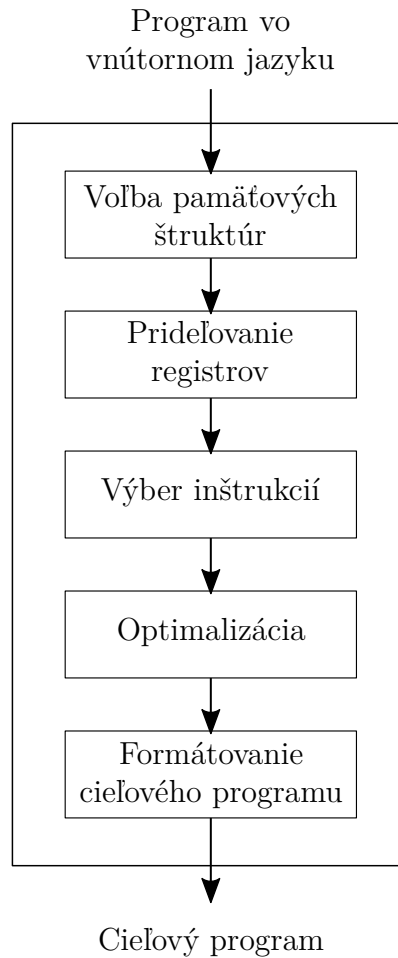 Program vo
vnútornom jazyku
Voľba pamäťových
štruktúr
Prideľovanie
registrov
Výber inštrukcií
Optimalizácia
Formátovanie
cieľového programu
Cieľový program